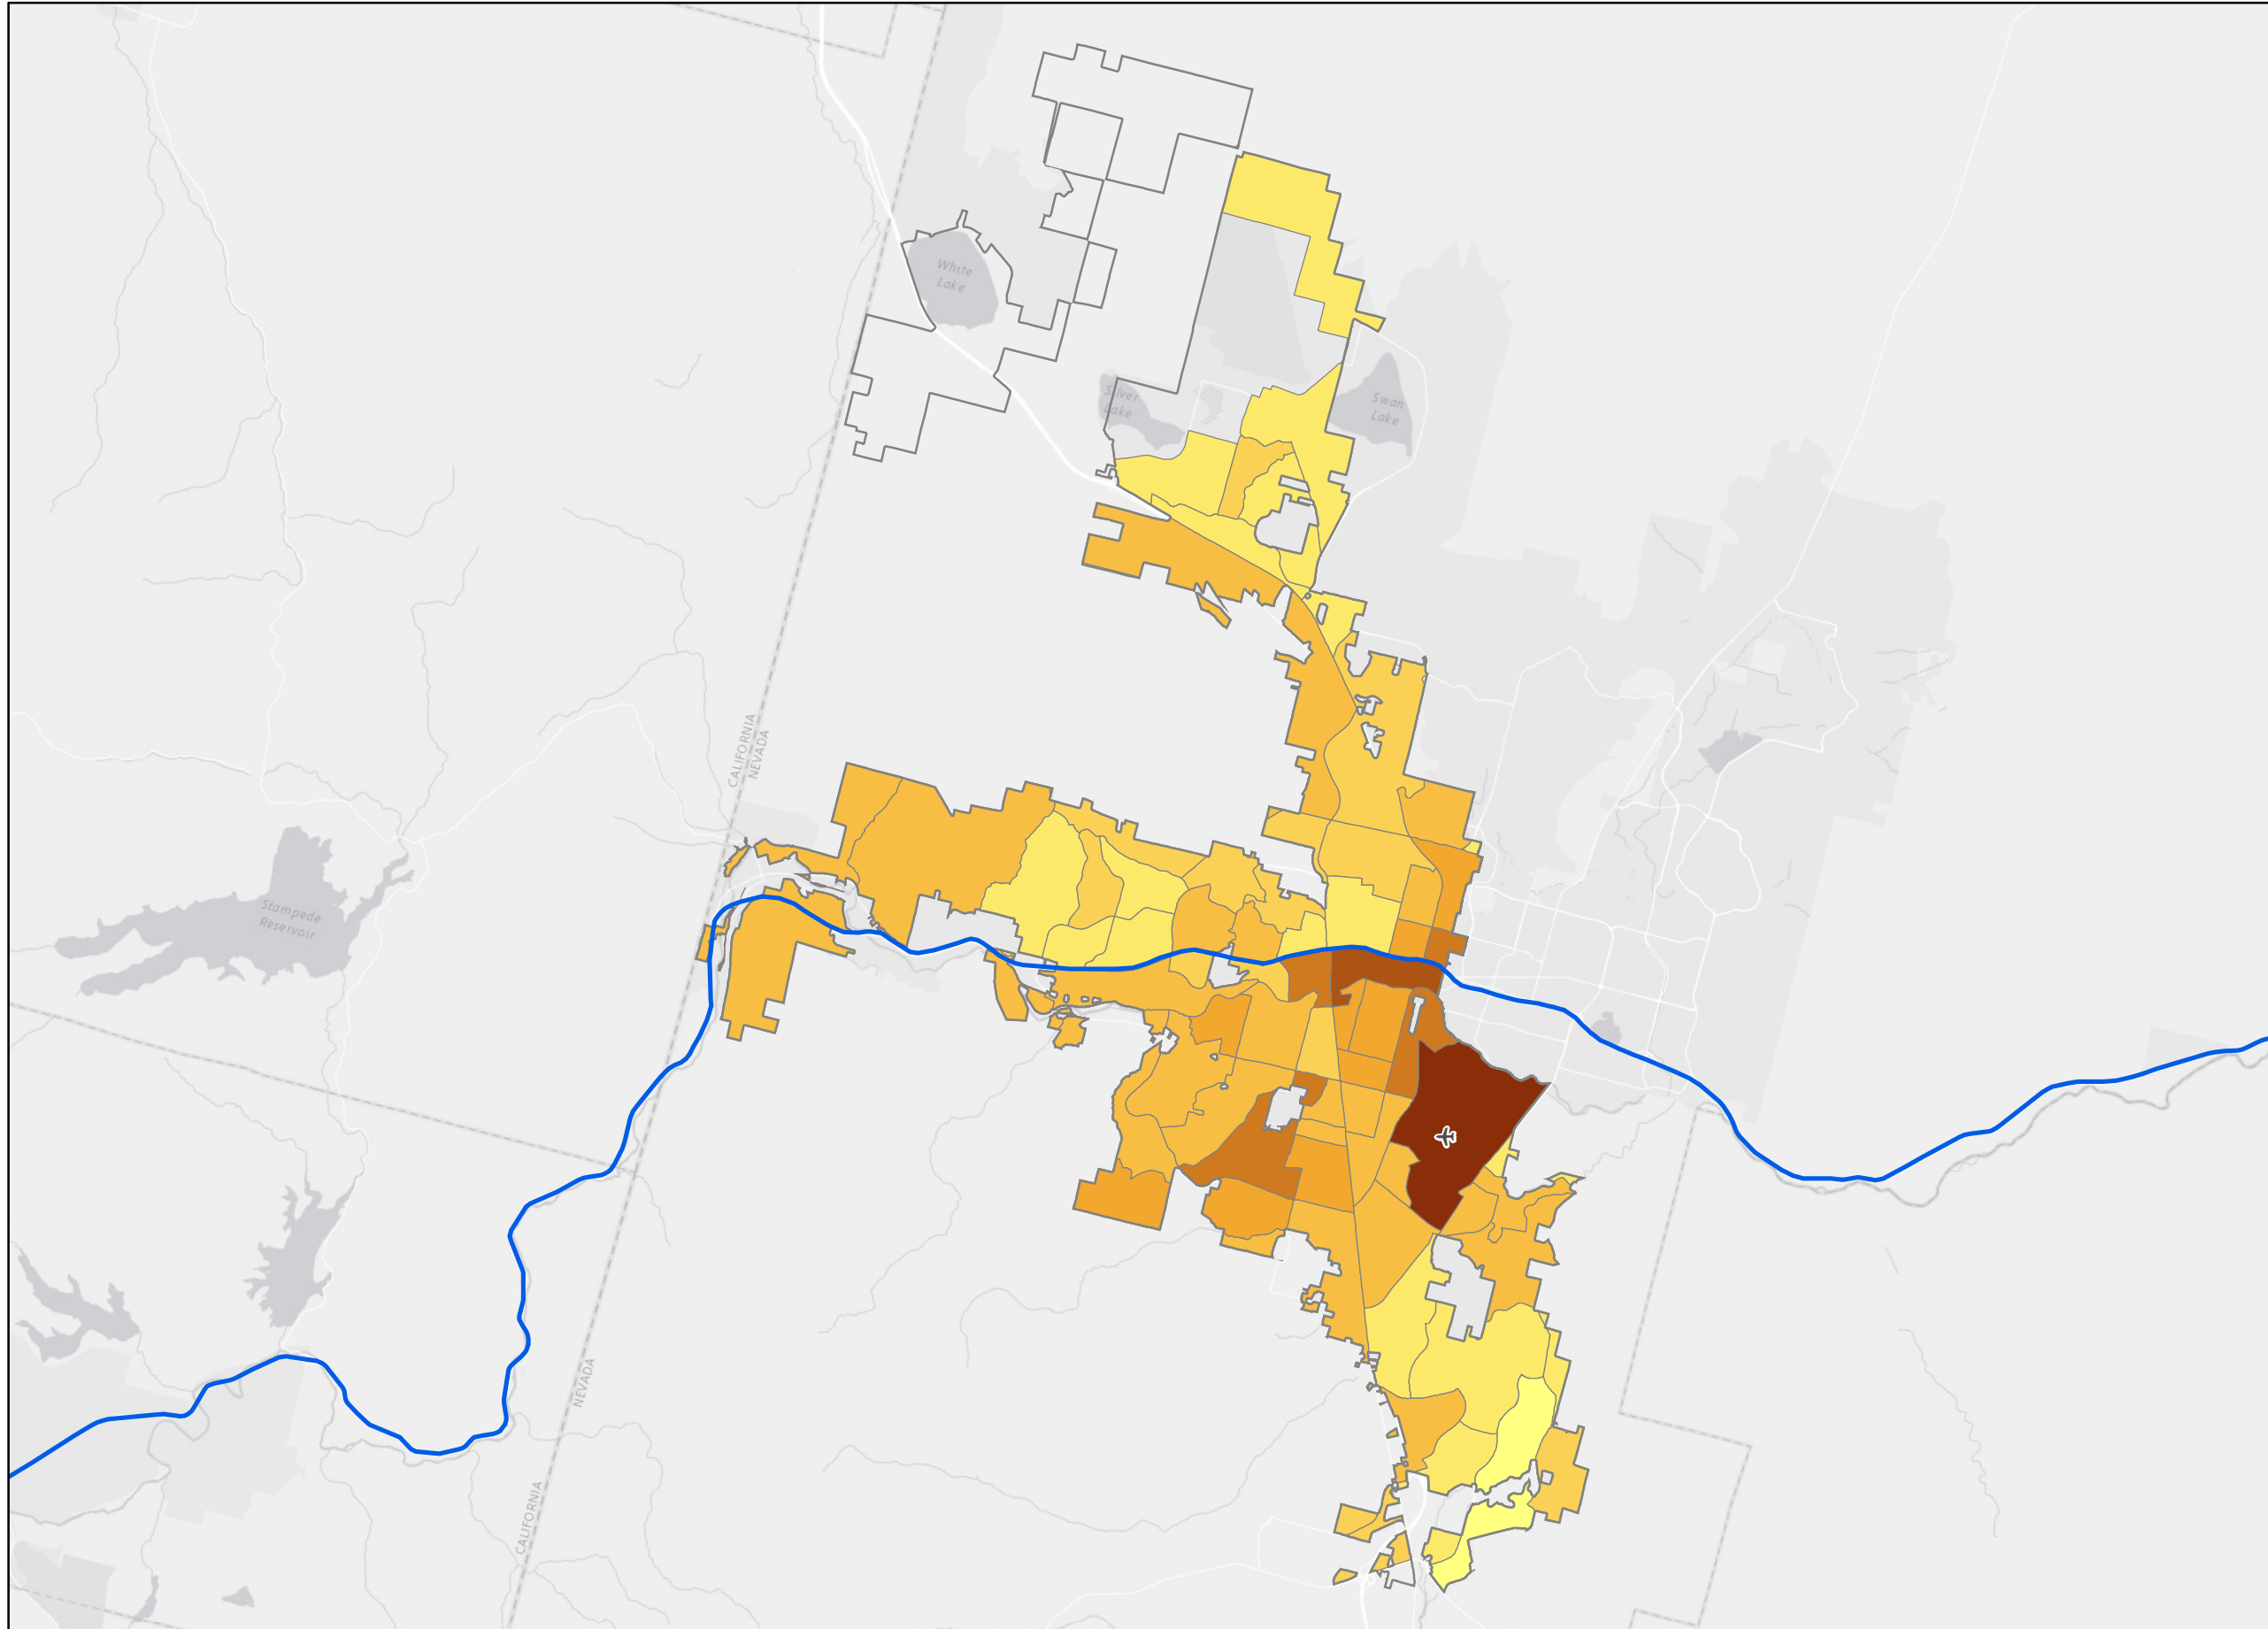 White
Lake
Silver
Lake
Swan
Lake
CALIFORNIA
NEVADA
Stampede
Reservoir
NEVADA
CALIFORNIA